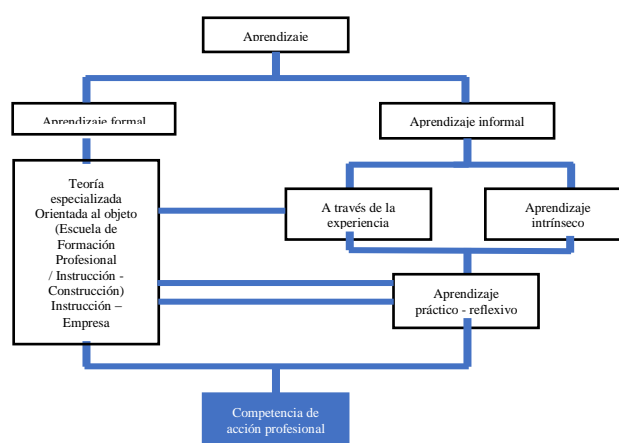 Aprendizaje
Aprendizaje formal
Aprendizaje informal
Teoría
especializada
Orientada al objeto
(Escuela de
Formación
Profesional
/ Instrucción -
Construcción)
Instrucción –
Empresa
A través de la
experiencia
Aprendizaje
intrínseco
Aprendizaje
práctico - reflexivo
Competencia de
acción profesional